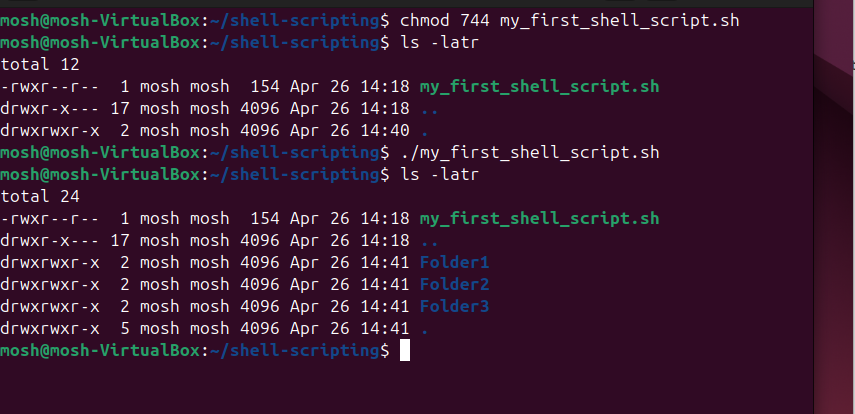 mosh@mosh-VirtualBox:~/shell-scripting$ chmod 744 my_first_shell_script.sh
mosh@mosh-VirtualBox:~/shell-scripting$ ls -latr
total 12
-rwxr--r--  1 mosh mosh  154 Apr 26 14:18 my_first_shell_script.sh
drwxr-x--- 17 mosh mosh 4096 Apr 26 14:18 ..
drwxrwxr-x  2 mosh mosh 4096 Apr 26 14:40 .
mosh@mosh-VirtualBox:~/shell-scripting$ ./my_first_shell_script.sh
mosh@mosh-VirtualBox:~/shell-scripting$ ls -latr
total 24
-rwxr--r--  1 mosh mosh  154 Apr 26 14:18 my_first_shell_script.sh
drwxr-x--- 17 mosh mosh 4096 Apr 26 14:18 ..
drwxrwxr-x  2 mosh mosh 4096 Apr 26 14:41 Folder1
drwxrwxr-x  2 mosh mosh 4096 Apr 26 14:41 Folder2
drwxrwxr-x  2 mosh mosh 4096 Apr 26 14:41 Folder3
drwxrwxr-x  5 mosh mosh 4096 Apr 26 14:41 .
mosh@mosh-VirtualBox:~/shell-scripting$